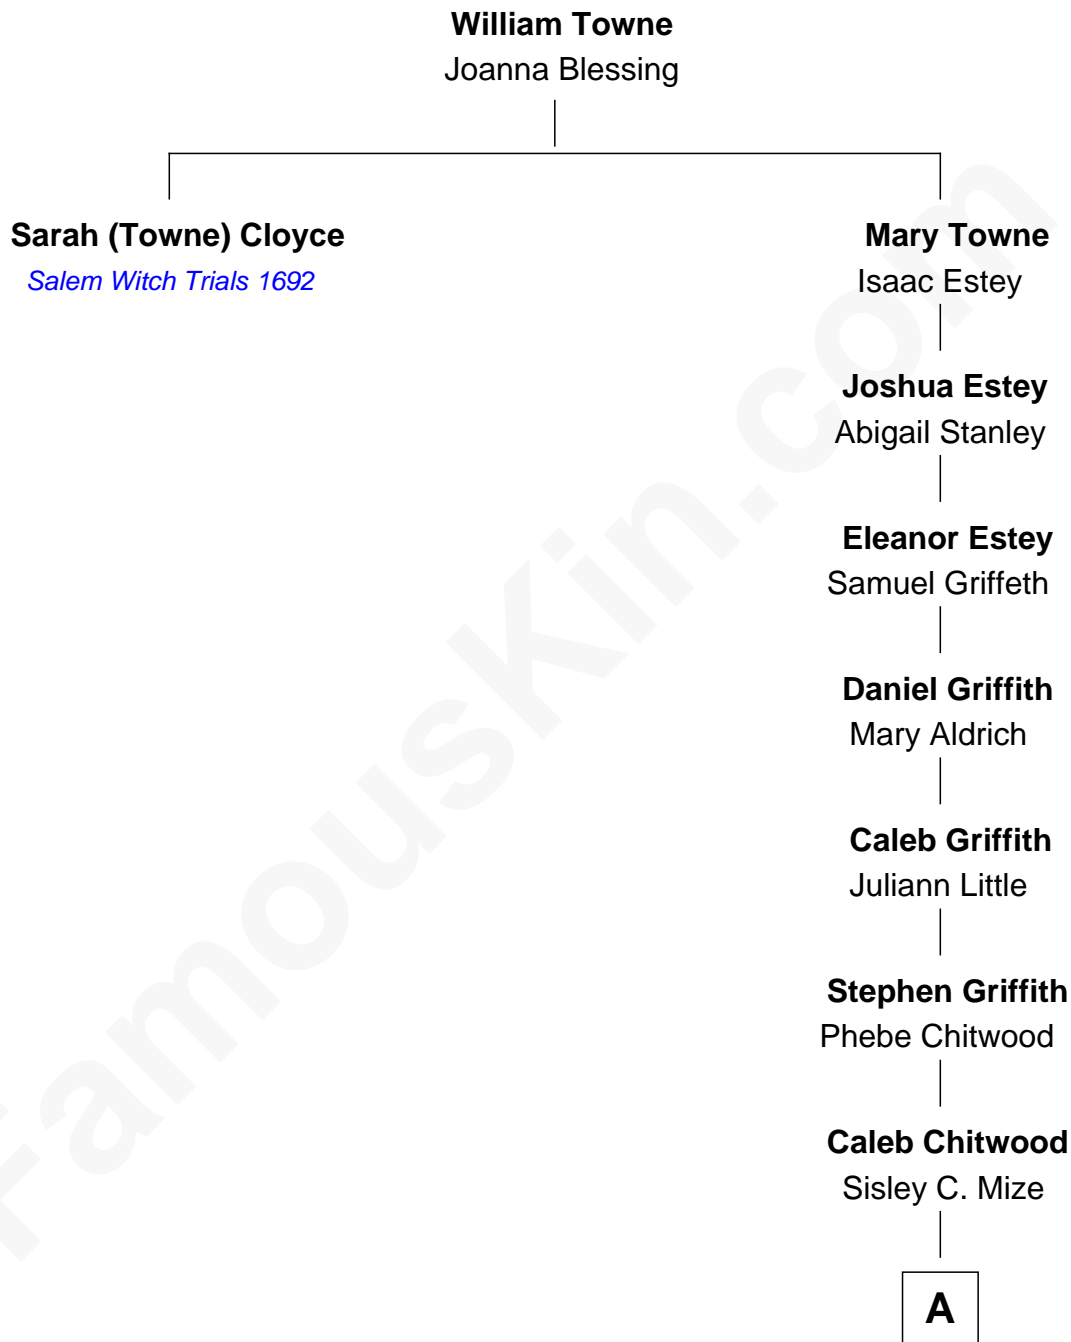 William Towne
Joanna Blessing
Sarah (Towne) Cloyce
Salem Witch Trials 1692
Mary Towne
Isaac Estey
Joshua Estey
Abigail Stanley
Eleanor Estey
Samuel Griffeth
Daniel Griffith
Mary Aldrich
Caleb Griffith
Juliann Little
Stephen Griffith
Phebe Chitwood
Caleb Chitwood
Sisley C. Mize
A
FamousKin.com